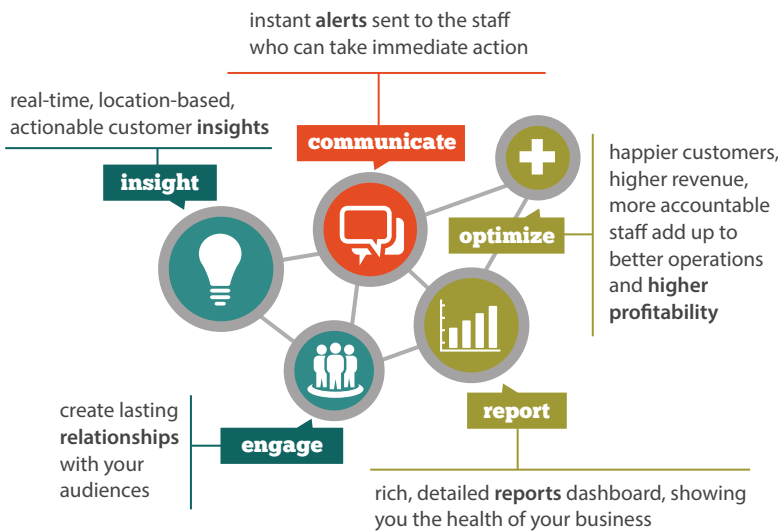 instant alerts sent to the staff
who can take immediate action
communicate
real-time, location-based,
actionable customer insights
insight
happier customers,
higher revenue,
more accountable
staff add up to
better operations
and higher
profitability
optimize
create lasting
relationships
with your
audiences
engage
report
rich, detailed reports dashboard, showing
you the health of your business